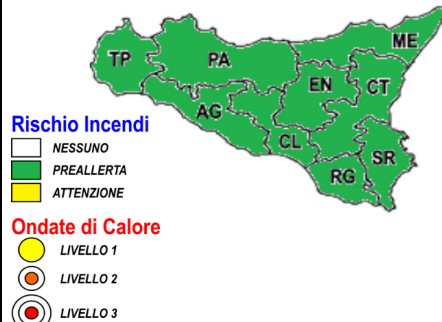 ME
TP
PA
EN
CT
AG
CL
SR
RG
Rischio Incendi
NESSUNO
PREALLERTA
ATTENZIONE
Ondate di Calore
LIVELLO 1
LIVELLO 2
LIVELLO 3